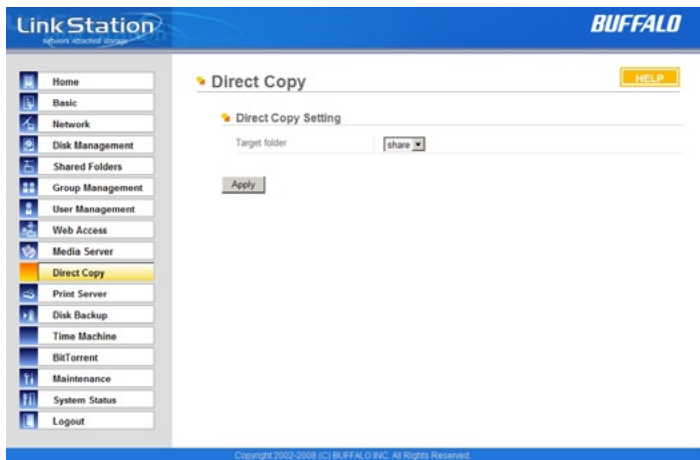 Link Station
Network Attached Storage
BUFFALO
Home
Basic
Network
Disk Management
Shared Folders
Group Management
User Management
Web Access
Media Server
Direct Copy
Print Server
Disk Backup
Time Machine
BitTorrent
Maintenance
System Status
Logout
Direct Copy
HELP
Direct Copy Setting
Target folder
share
Apply
Copyright 2002-2008 (C) BUFFALO INC. All Rights Reserved.